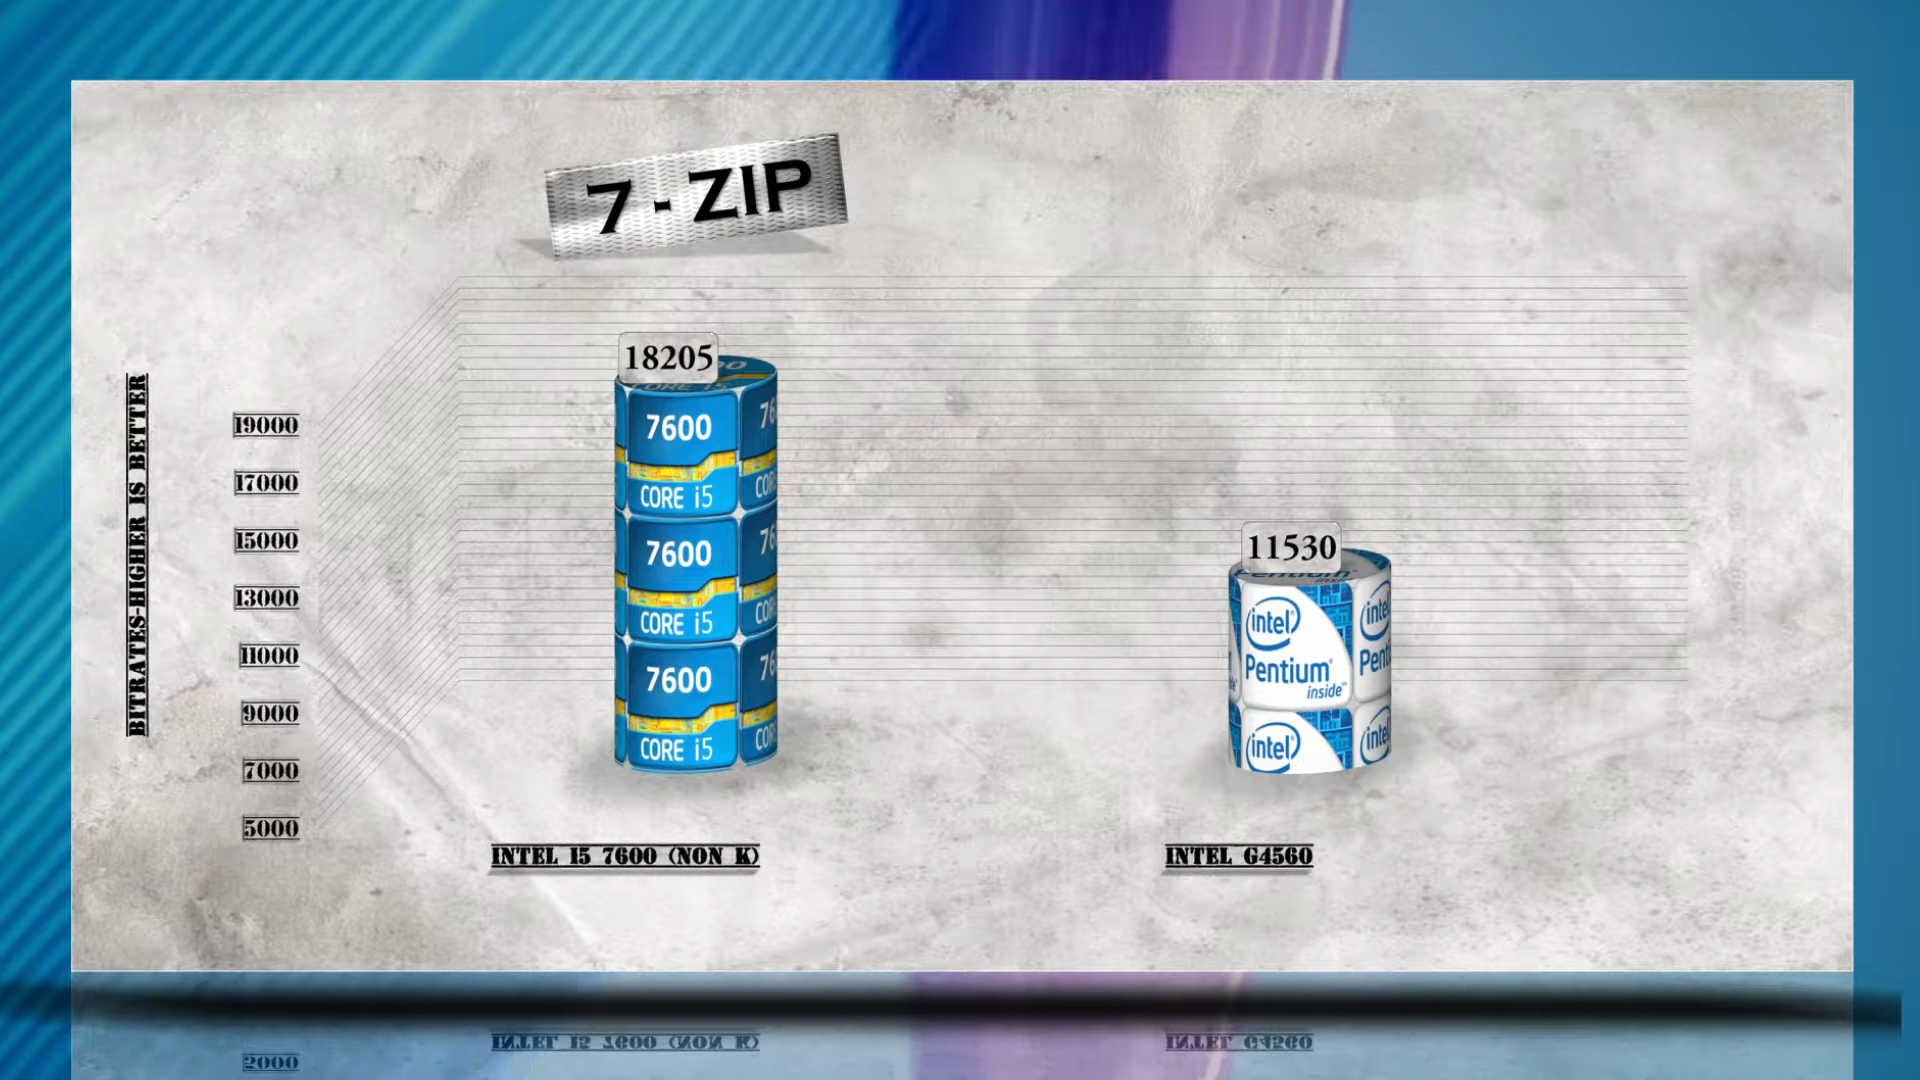 7 - ZIP
BITRATES-HIGHER IS BETTER
19000
17000
15000
13000
11000
9000
7000
5000
18205
7600
CORE i5
7600
CORE i5
7600
CORE i5
11530
intel
Pentium
inside
intel
INTEL I5 7600 (NON K)
INTEL G4560